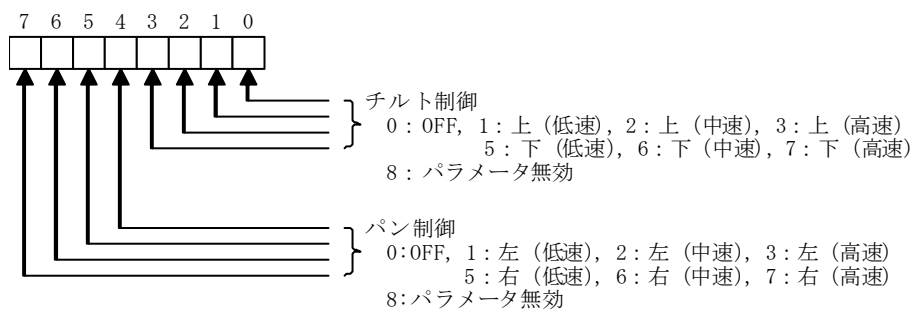 7 6 5 4 3 2 1 0
チルト制御
0：OFF, 1：上（低速）, 2：上（中速）, 3：上（高速）
5：下（低速）, 6：下（中速）, 7：下（高速）
8：パラメータ無効
パン制御
0:OFF, 1：左（低速）, 2：左（中速）, 3：左（高速）
5：右（低速）, 6：右（中速）, 7：右（高速）
8:パラメータ無効